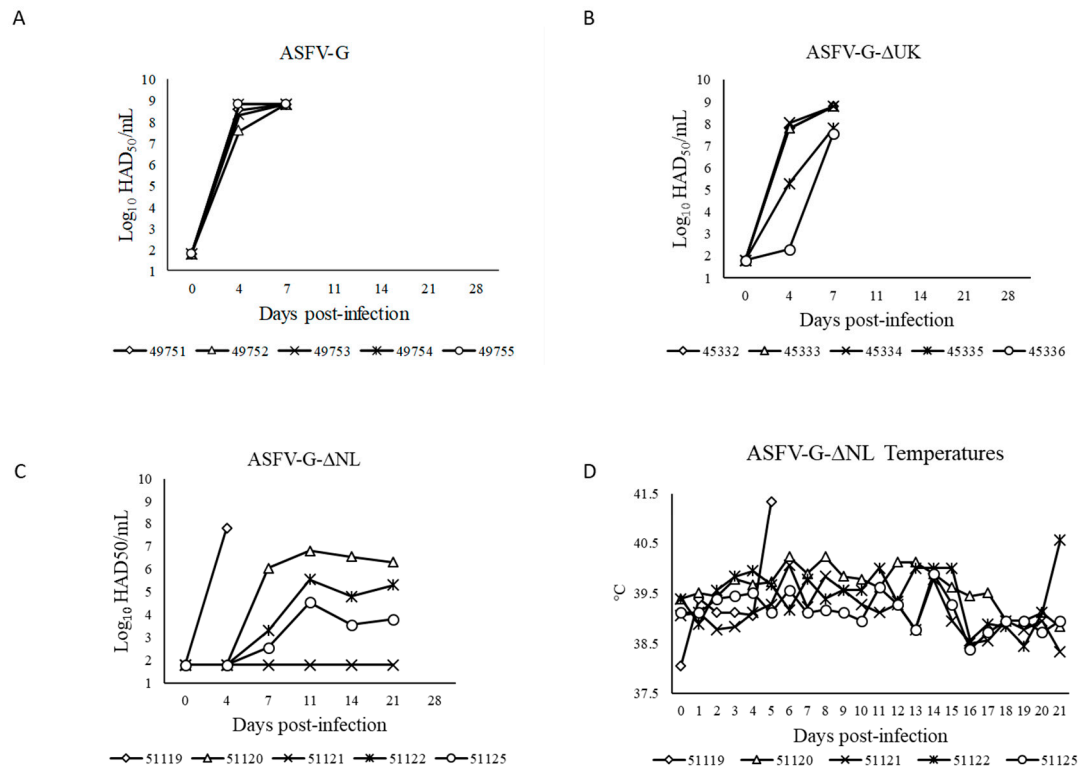 A
ASFV-G
Log₁₀ HAD₅₀/mL
10
9
8
7
6
5
4
3
2
1
0 4 7 11 14 21 28
Days post-infection
49751 49752 49753 49754 49755
B
ASFV-G-ΔUK
Log₁₀ HAD₅₀/mL
10
9
8
7
6
5
4
3
2
1
0 4 7 11 14 21 28
Days post-infection
45332 45333 45334 45335 45336
C
ASFV-G-ΔNL
Log₁₀ HAD50/mL
10
9
8
7
6
5
4
3
2
1
0 4 7 11 14 21 28
Days post-infection
51119 51120 51121 51122 51125
D
ASFV-G-ΔNL Temperatures
°C
41.5
40.5
39.5
38.5
37.5
0 1 2 3 4 5 6 7 8 9 10 11 12 13 14 15 16 17 18 19 20 21
Days post-infection
51119 51120 51121 51122 51125